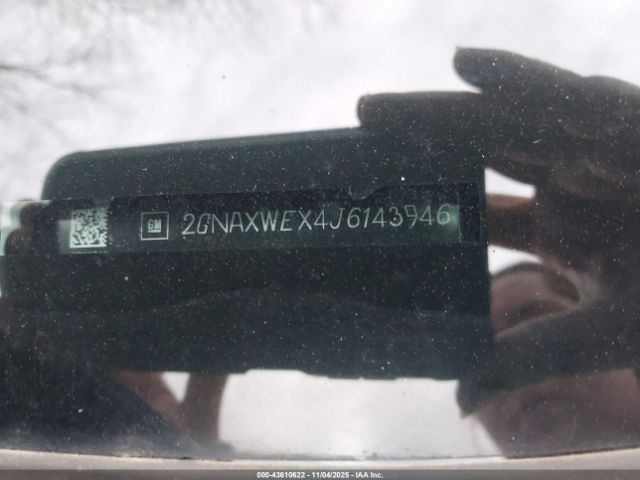 GM 2GNAXWEX4J6143946
000-43610622 - 11/04/2025 - IAA Inc.